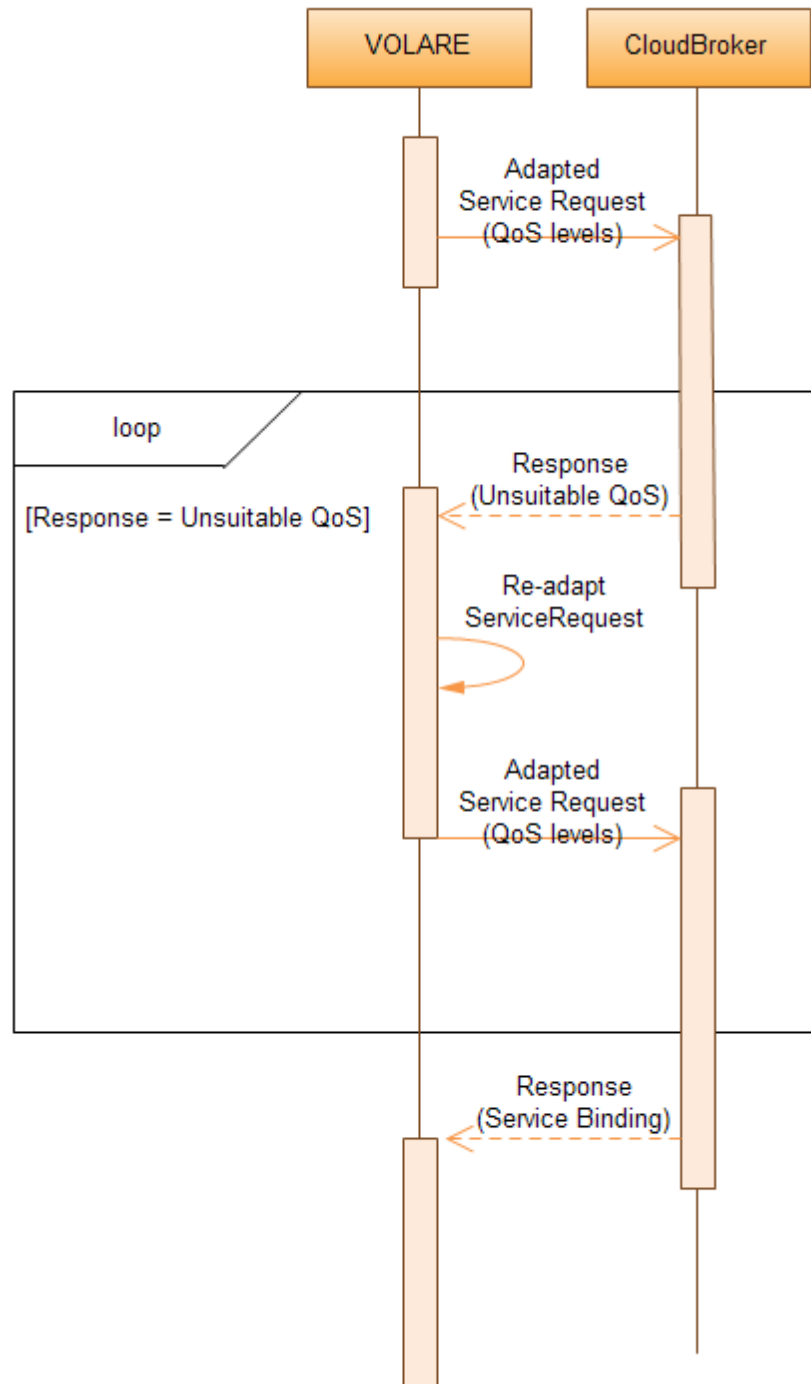 VOLARE
CloudBroker
Adapted
Service Request
(QoS levels)
loop
Response
(Unsuitable QoS)
[Response = Unsuitable QoS]
Re-adapt
ServiceRequest
Adapted
Service Request
(QoS levels)
Response
(Service Binding)